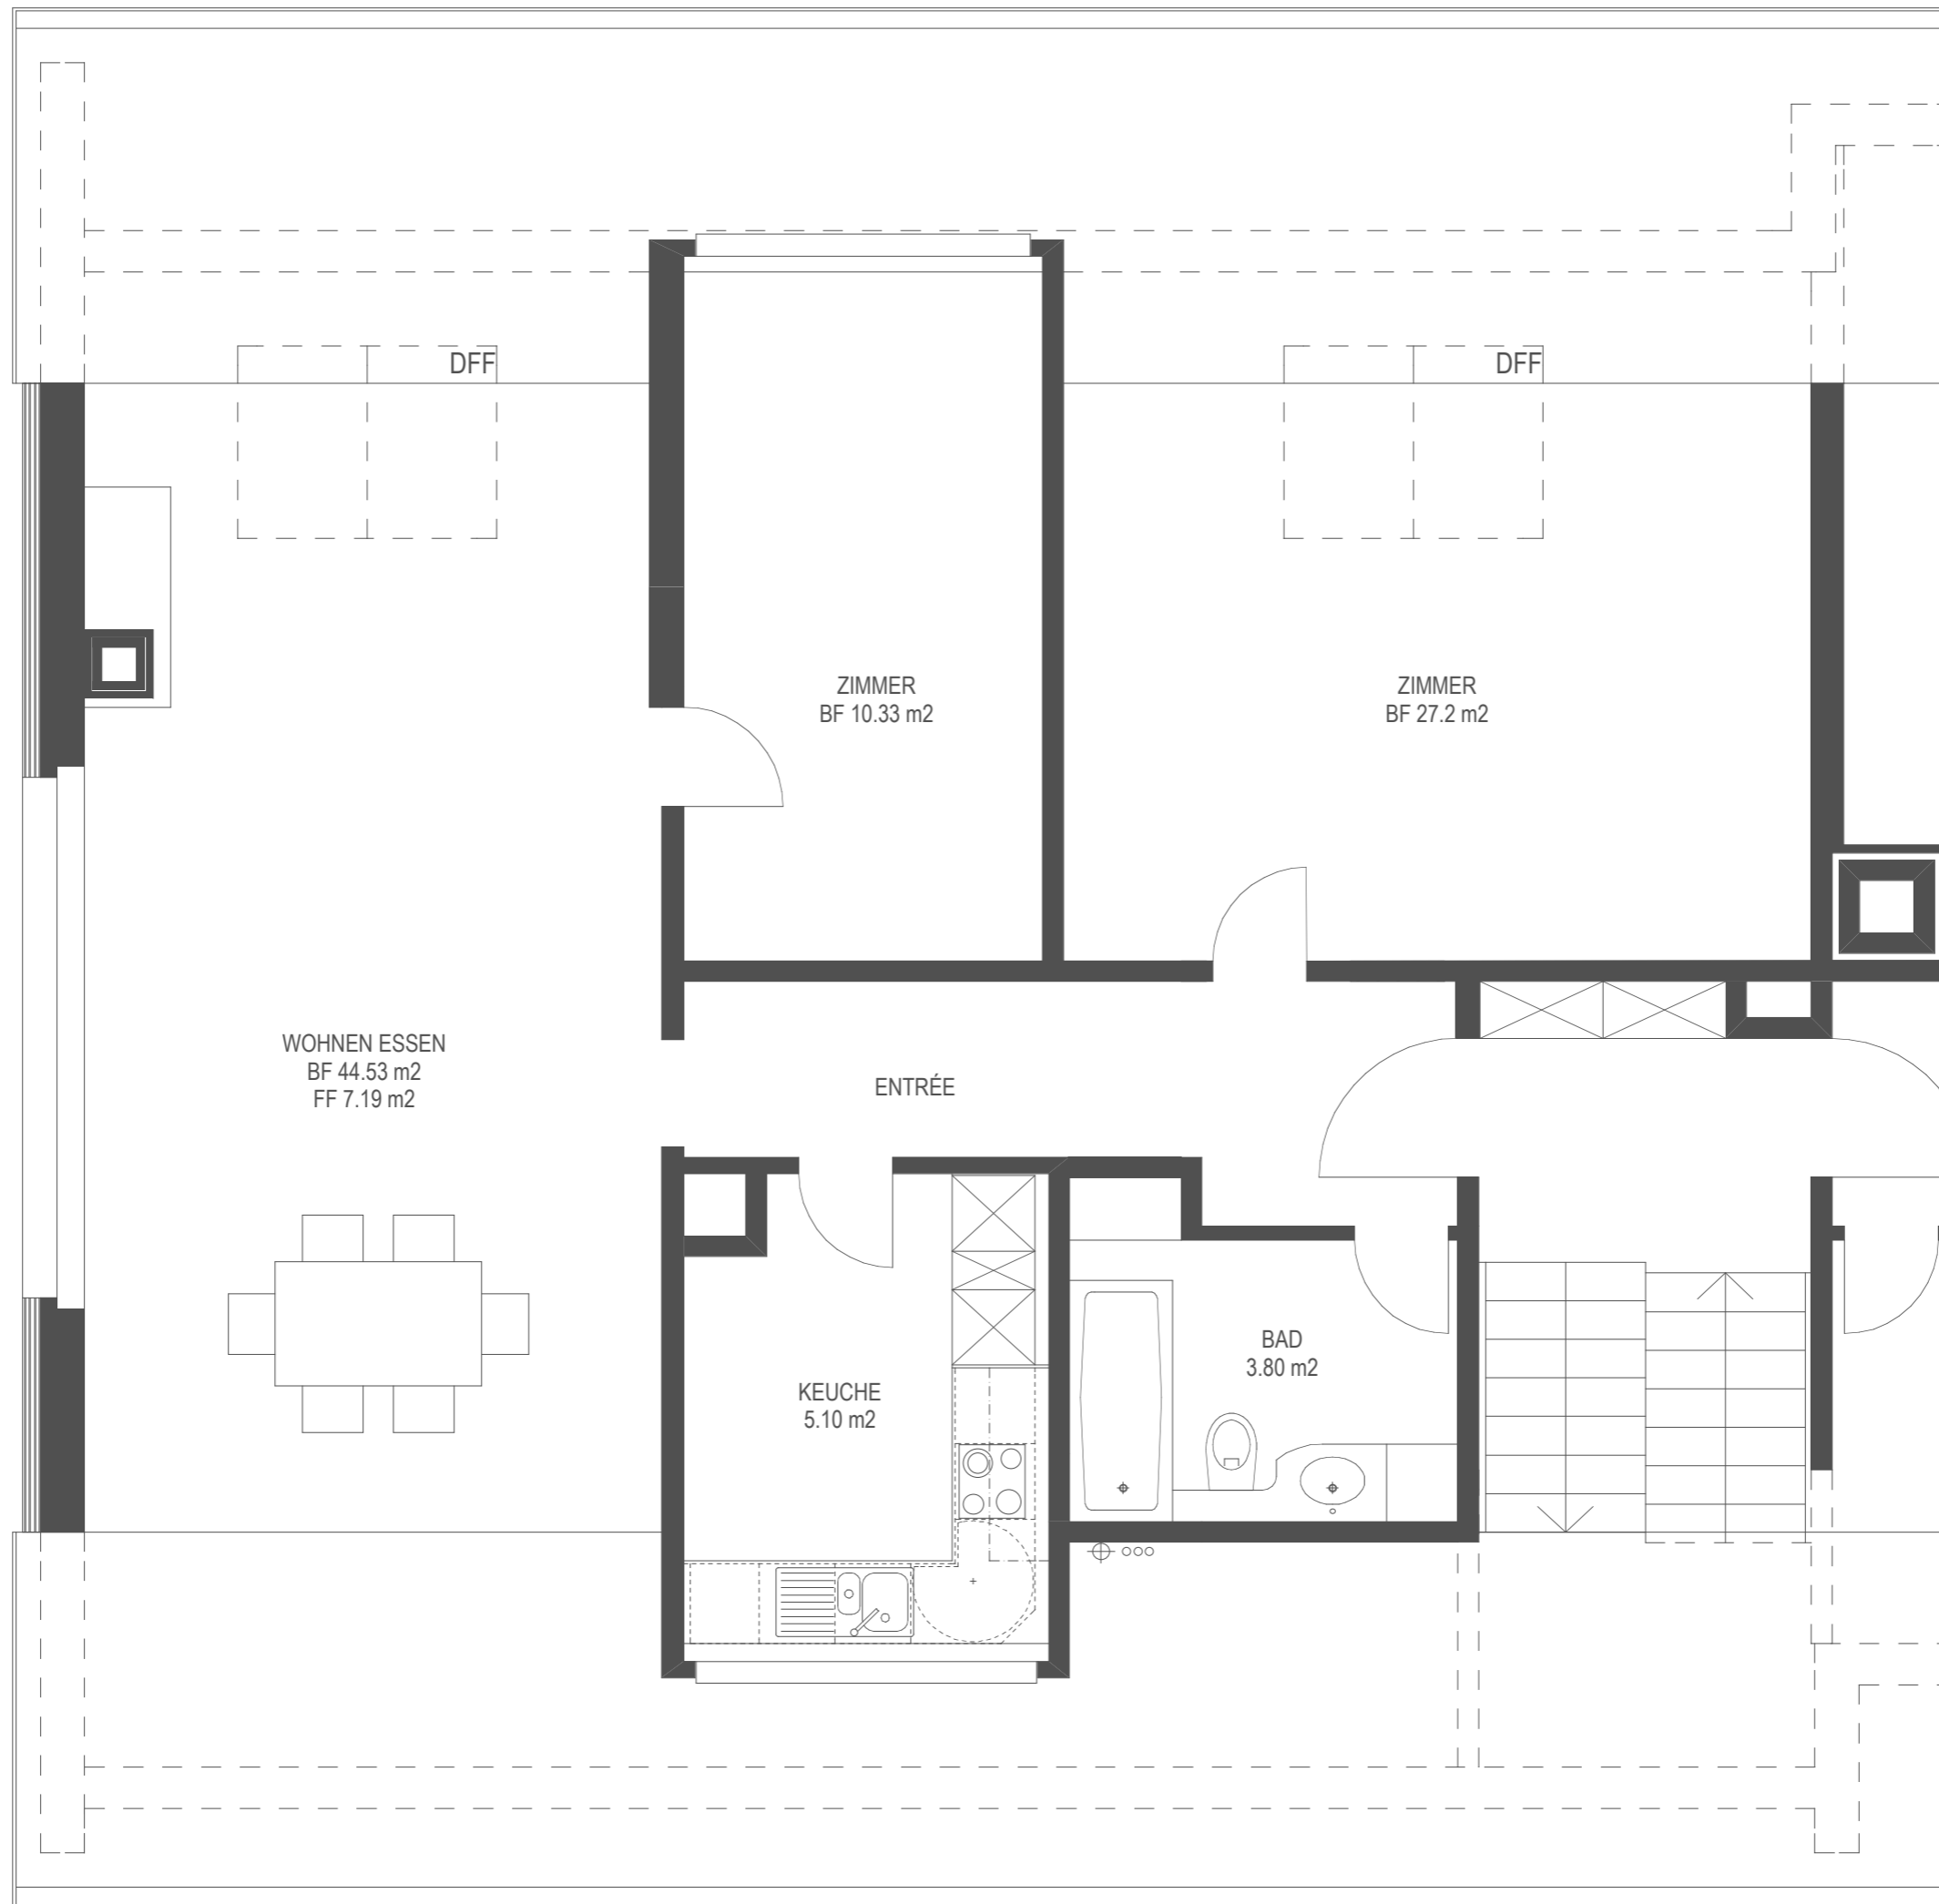 DFF
DFF
ZIMMER
BF 10.33 m2
ZIMMER
BF 27.2 m2
WOHNEN ESSEN
BF 44.53 m2
FF 7.19 m2
ENTRÉE
BAD
3.80 m2
KEUCHE
5.10 m2